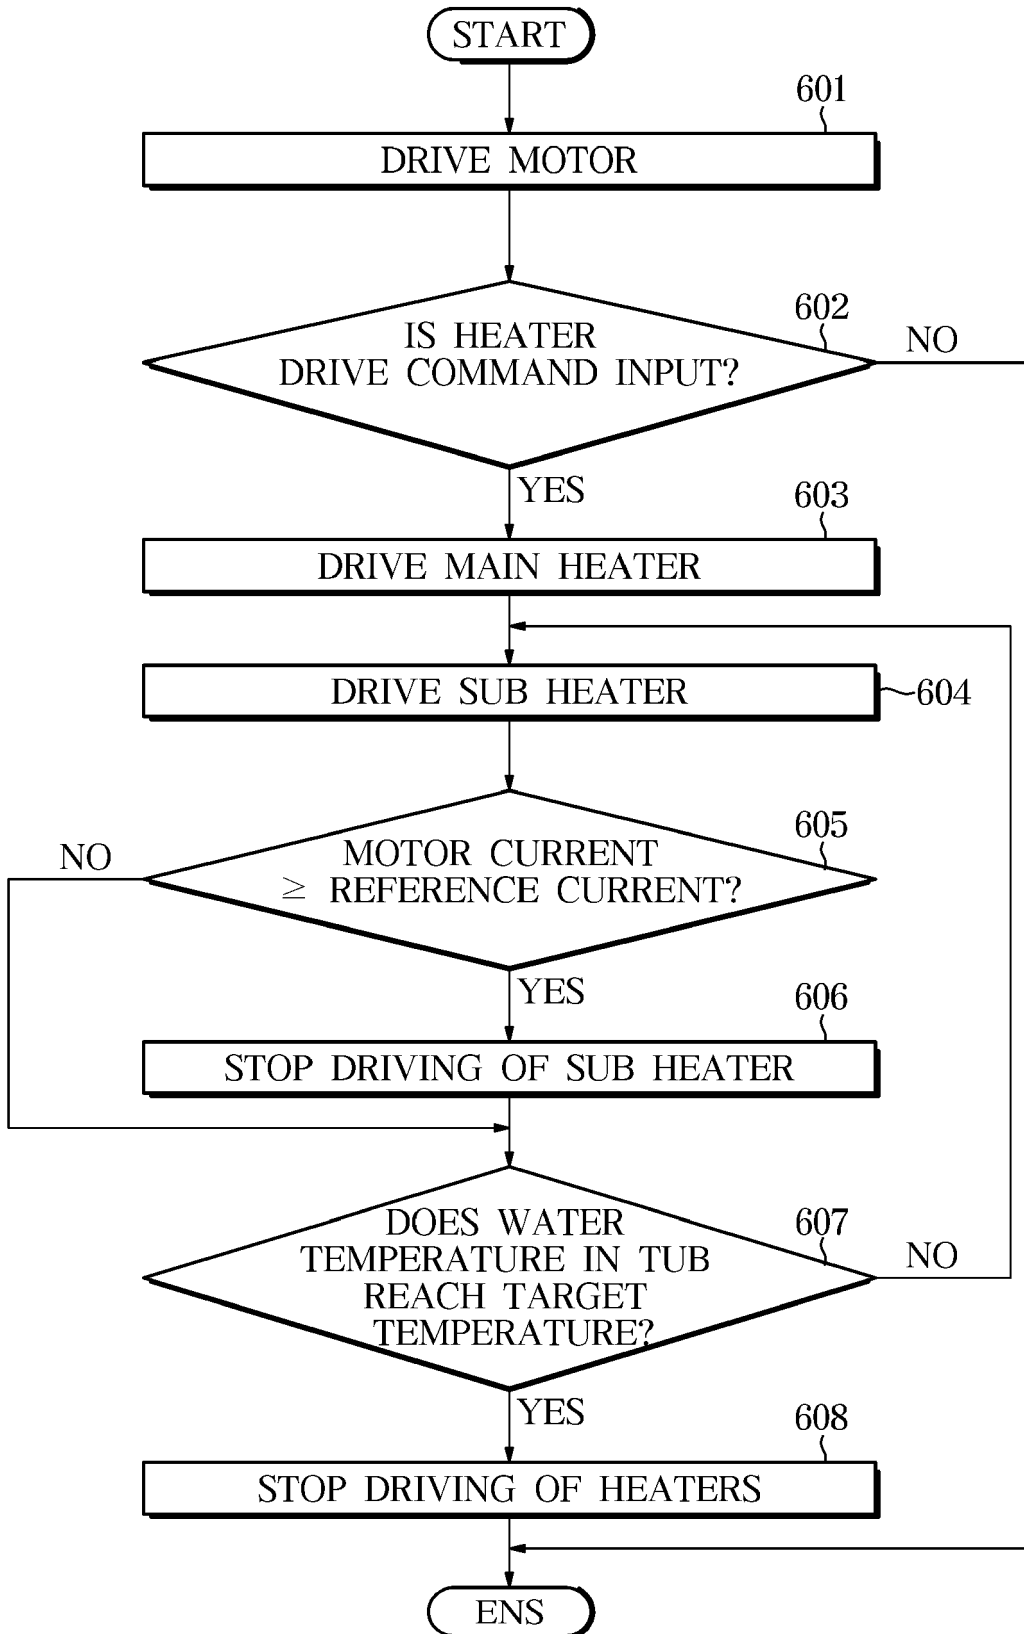 START
601
DRIVE MOTOR
602
IS HEATER
DRIVE COMMAND INPUT?
NO
YES
603
DRIVE MAIN HEATER
DRIVE SUB HEATER
604
605
MOTOR CURRENT
≥ REFERENCE CURRENT?
NO
YES
606
STOP DRIVING OF SUB HEATER
607
DOES WATER
TEMPERATURE IN TUB
REACH TARGET
TEMPERATURE?
NO
YES
608
STOP DRIVING OF HEATERS
ENS